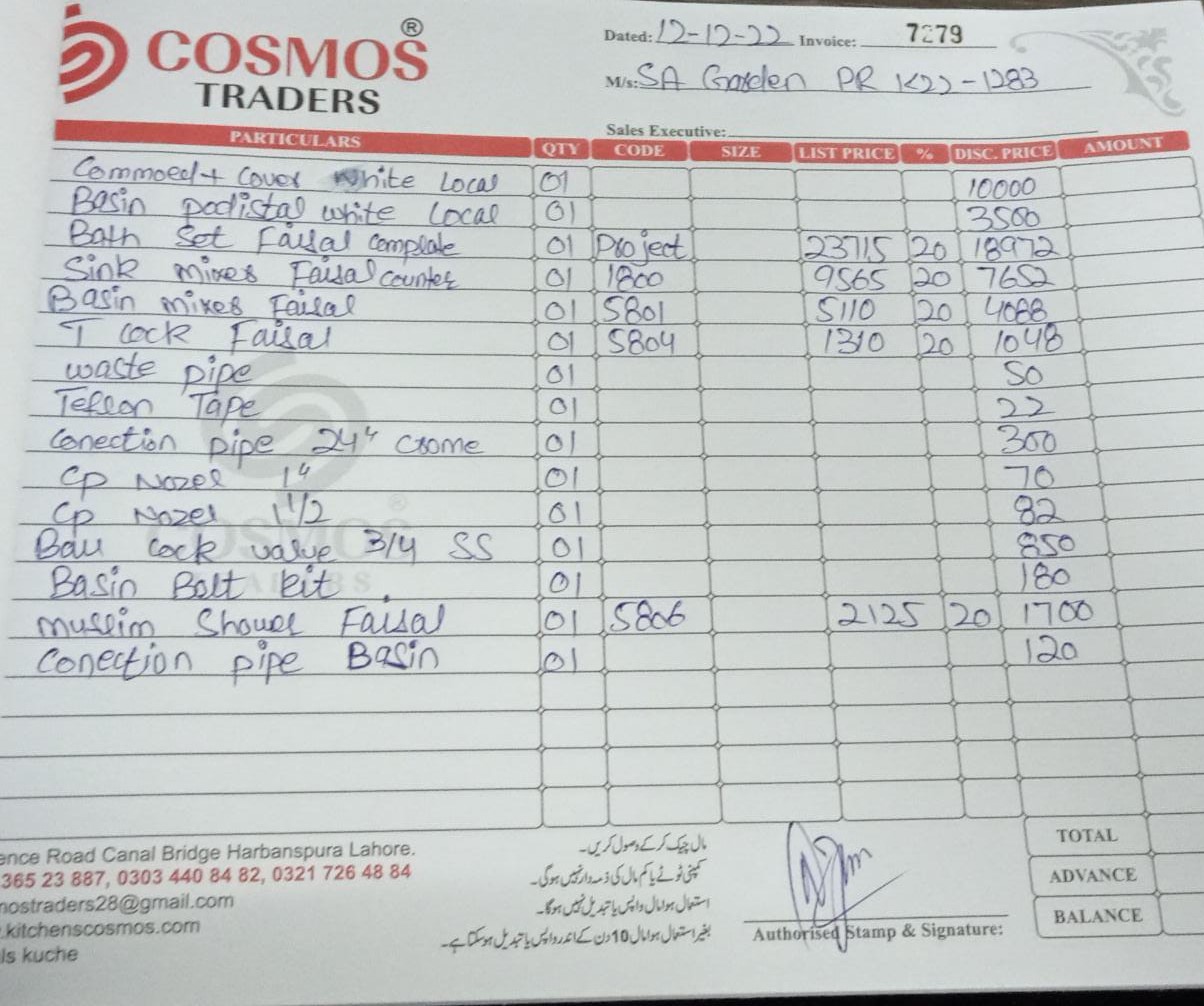 COSMOS ®
TRADERS
Dated: 12-12-22 Invoice: 7279
M/s: SA Garden PR K22-1283
Sales Executive:
PARTICULARS QTY CODE SIZE LIST PRICE % DISC. PRICE AMOUNT
Commoed + Cover white Local 01 10000
Basin pedistal white Local 01 3500
Bath Set Faisal Complate 01 Project 23715 20 18972
Sink mixer Faisal counter 01 1800 9565 20 7652
Basin mixer Faisal 01 5801 5110 20 4088
T Cock Faisal 01 5804 1310 20 1048
waste pipe 01 50
Teflon Tape 01 22
Conection pipe 24" Crome 01 300
Cp Nozel 1" 01 70
Cp Nozel 1 1/2 01 82
Ball Cock value 3/4 SS 01 850
Basin Bolt kit 01 180
muslim Shower Faisal 01 5806 2125 20 1700
Conection pipe Basin 01 120
ence Road Canal Bridge Harbanspura Lahore.
365 23 887, 0303 440 84 82, 0321 726 48 84
mostraders28@gmail.com
.kitchenscosmos.com
ls kuche
مال چیک کر کے وصول کریں۔
کمپنی ٹوٹے یا کم مال کی ذمہ دار نہیں ہوگی۔
استعمال ہوا مال واپس یا تبدیل نہیں ہوگا۔
بغیر استعمال ہوا مال 10 دن کے اندر واپس یا تبدیل ہوسکتا ہے۔
Authorised Stamp & Signature:
TOTAL
ADVANCE
BALANCE